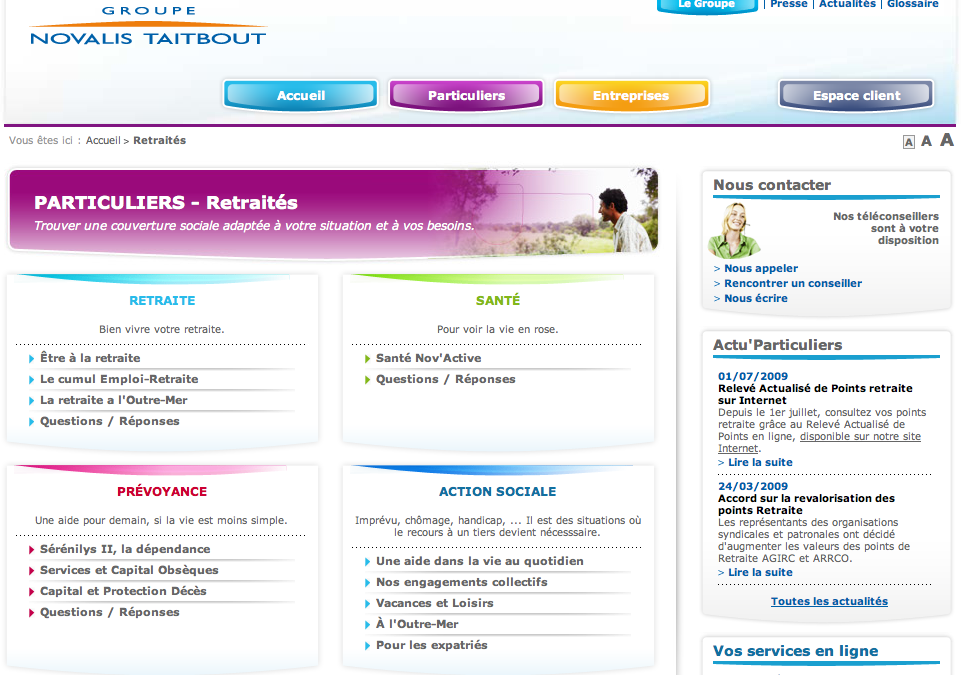 GROUPE
NOVALIS TAITBOUT
Le Groupe | Presse | Actualités | Glossaire
Accueil
Particuliers
Entreprises
Espace client
Vous êtes ici : Accueil > Retraités
A A A
PARTICULIERS - Retraités
Trouver une couverture sociale adaptée à votre situation et à vos besoins.
RETRAITE
Bien vivre votre retraite.
Être à la retraite
Le cumul Emploi-Retraite
La retraite a l'Outre-Mer
Questions / Réponses
SANTÉ
Pour voir la vie en rose.
Santé Nov'Active
Questions / Réponses
PRÉVOYANCE
Une aide pour demain, si la vie est moins simple.
Sérénilys II, la dépendance
Services et Capital Obsèques
Capital et Protection Décès
Questions / Réponses
ACTION SOCIALE
Imprévu, chômage, handicap, ... Il est des situations où
le recours à un tiers devient nécesssaire.
Une aide dans la vie au quotidien
Nos engagements collectifs
Vacances et Loisirs
À l'Outre-Mer
Pour les expatriés
Nous contacter
Nos téléconseillers
sont à votre
disposition
> Nous appeler
> Rencontrer un conseiller
> Nous écrire
Actu'Particuliers
01/07/2009
Relevé Actualisé de Points retraite
sur Internet
Depuis le 1er juillet, consultez vos points
retraite grâce au Relevé Actualisé de
Points en ligne, disponible sur notre site
Internet.
> Lire la suite
24/03/2009
Accord sur la revalorisation des
points Retraite
Les représentants des organisations
syndicales et patronales ont décidé
d'augmenter les valeurs des points de
Retraite AGIRC et ARRCO.
> Lire la suite
Toutes les actualités
Vos services en ligne